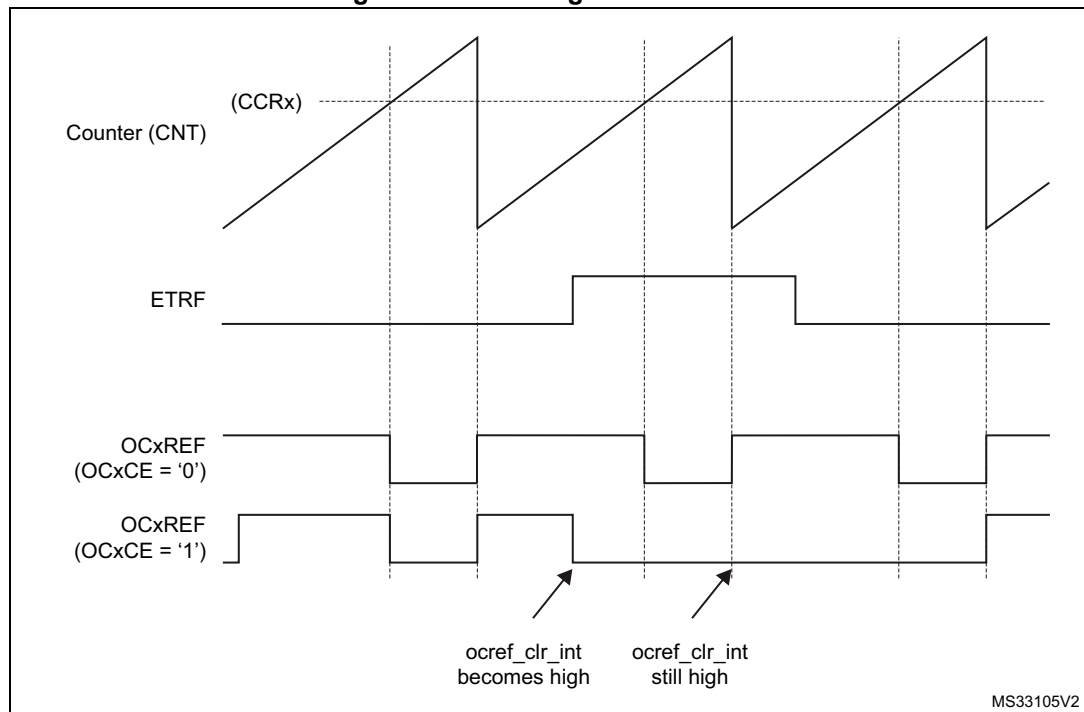 (CCRx)
Counter (CNT)
ETRF
OCxREF
(OCxCE = ‘0’)
OCxREF
(OCxCE = ‘1’)
ocref_clr_int
becomes high
ocref_clr_int
still high
MS33105V2